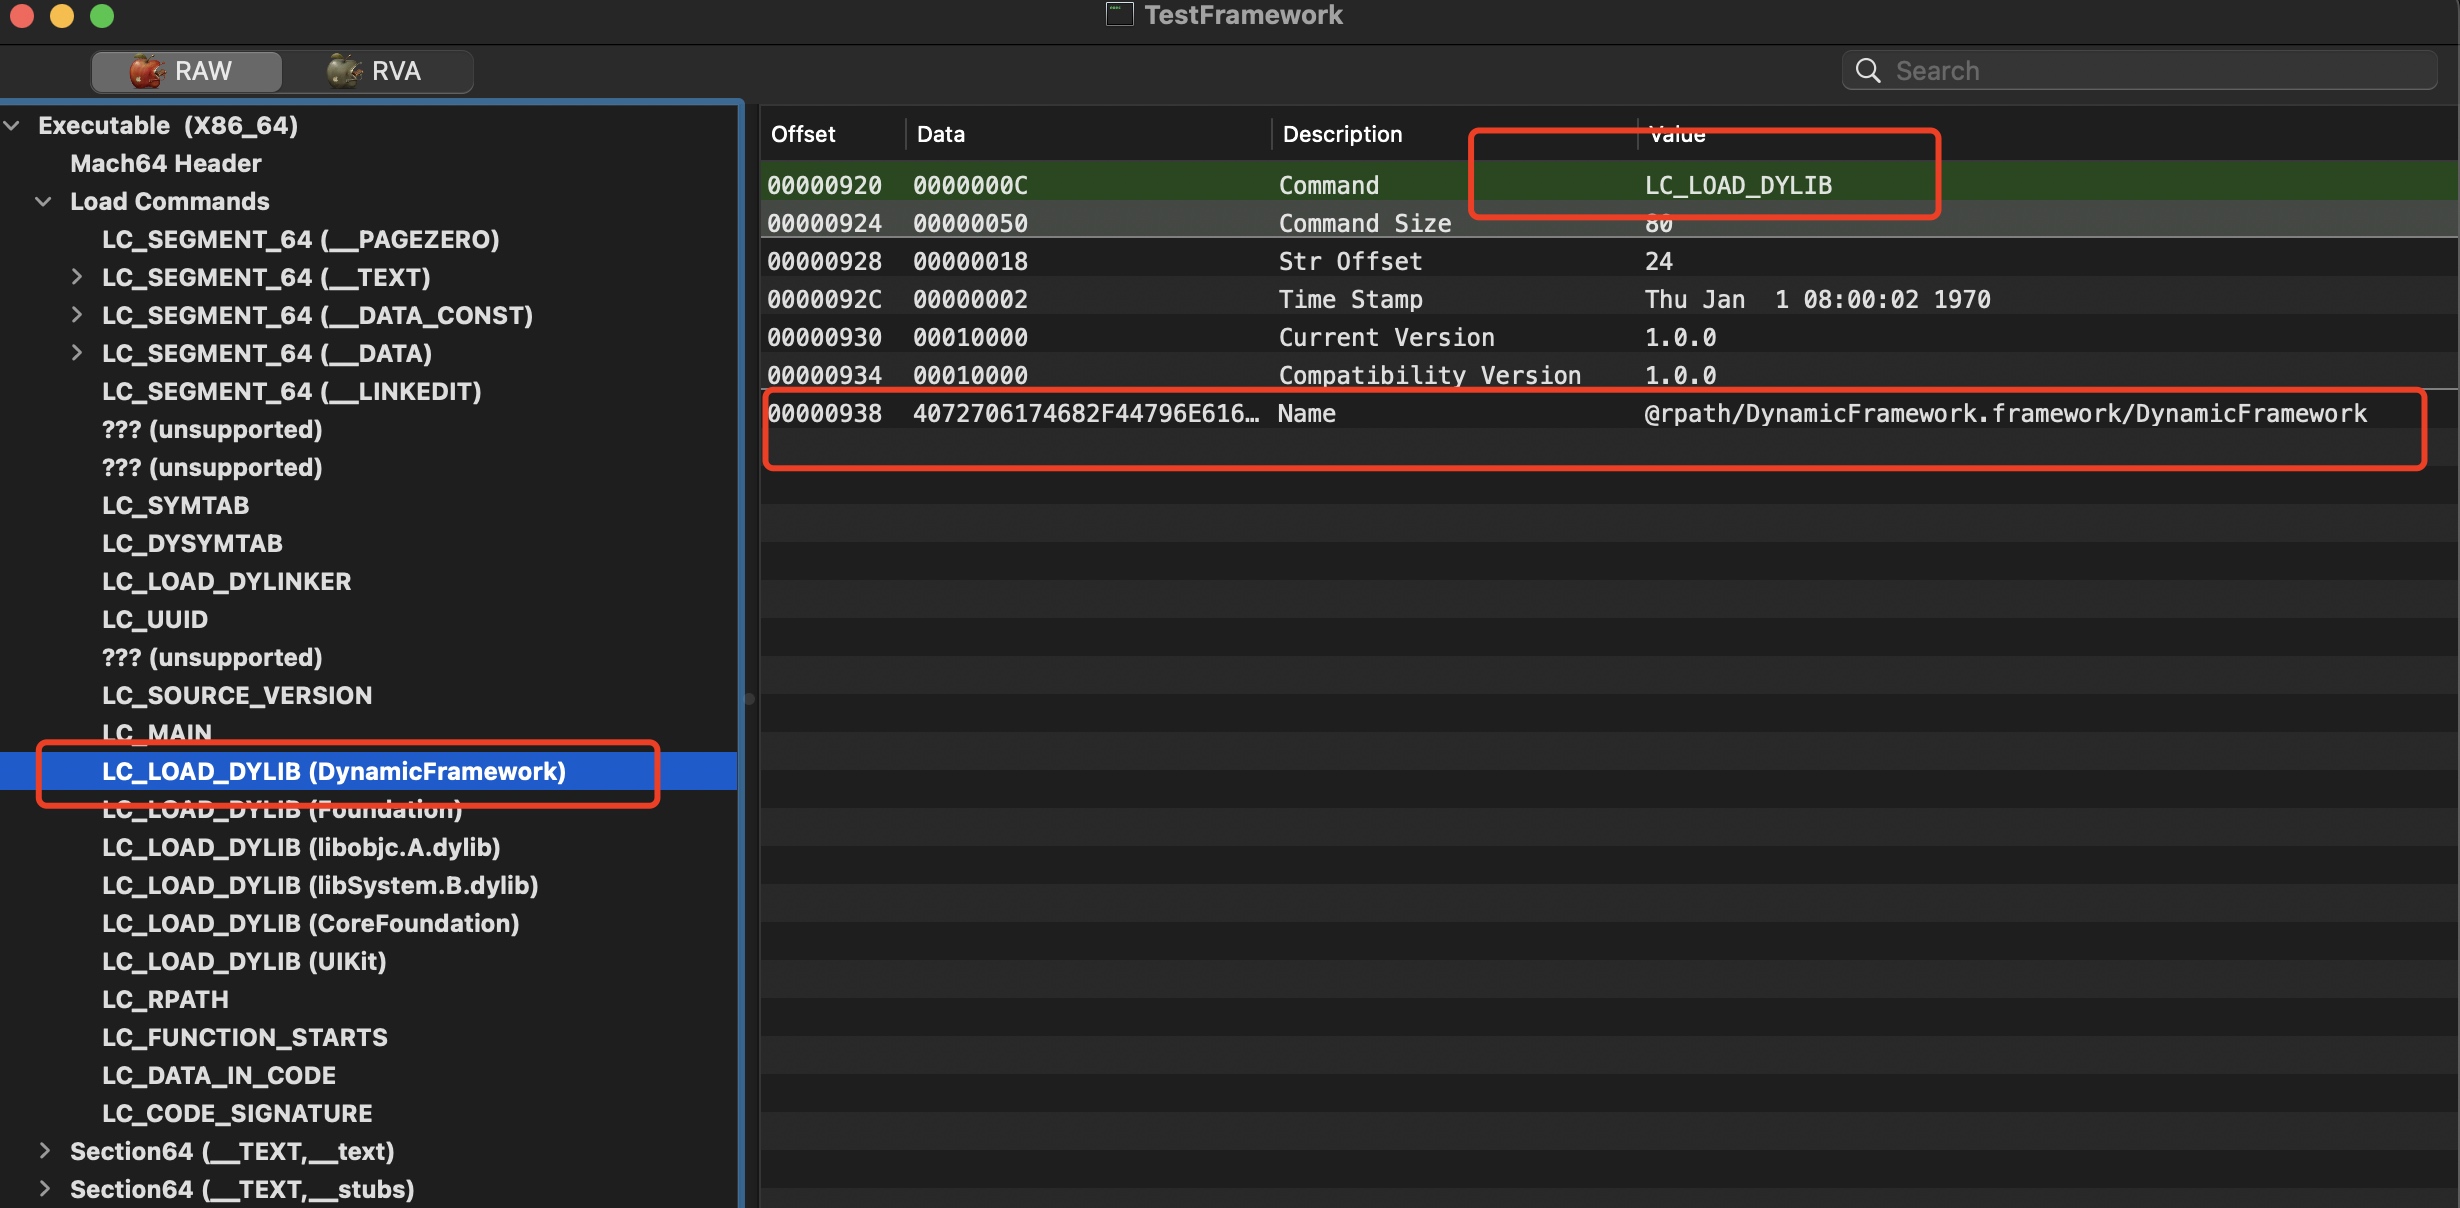 TestFramework
RAW RVA
Search
Executable (X86_64)
Mach64 Header
Load Commands
LC_SEGMENT_64 (__PAGEZERO)
LC_SEGMENT_64 (__TEXT)
LC_SEGMENT_64 (__DATA_CONST)
LC_SEGMENT_64 (__DATA)
LC_SEGMENT_64 (__LINKEDIT)
??? (unsupported)
??? (unsupported)
LC_SYMTAB
LC_DYSYMTAB
LC_LOAD_DYLINKER
LC_UUID
??? (unsupported)
LC_SOURCE_VERSION
LC_MAIN
LC_LOAD_DYLIB (DynamicFramework)
LC_LOAD_DYLIB (Foundation)
LC_LOAD_DYLIB (libobjc.A.dylib)
LC_LOAD_DYLIB (libSystem.B.dylib)
LC_LOAD_DYLIB (CoreFoundation)
LC_LOAD_DYLIB (UIKit)
LC_RPATH
LC_FUNCTION_STARTS
LC_DATA_IN_CODE
LC_CODE_SIGNATURE
Section64 (__TEXT,__text)
Section64 (__TEXT,__stubs)
Offset Data Description Value
00000920 0000000C Command LC_LOAD_DYLIB
00000924 00000050 Command Size 80
00000928 00000018 Str Offset 24
0000092C 00000002 Time Stamp Thu Jan  1 08:00:02 1970
00000930 00010000 Current Version 1.0.0
00000934 00010000 Compatibility Version 1.0.0
00000938 4072706174682F44796E616… Name @rpath/DynamicFramework.framework/DynamicFramework